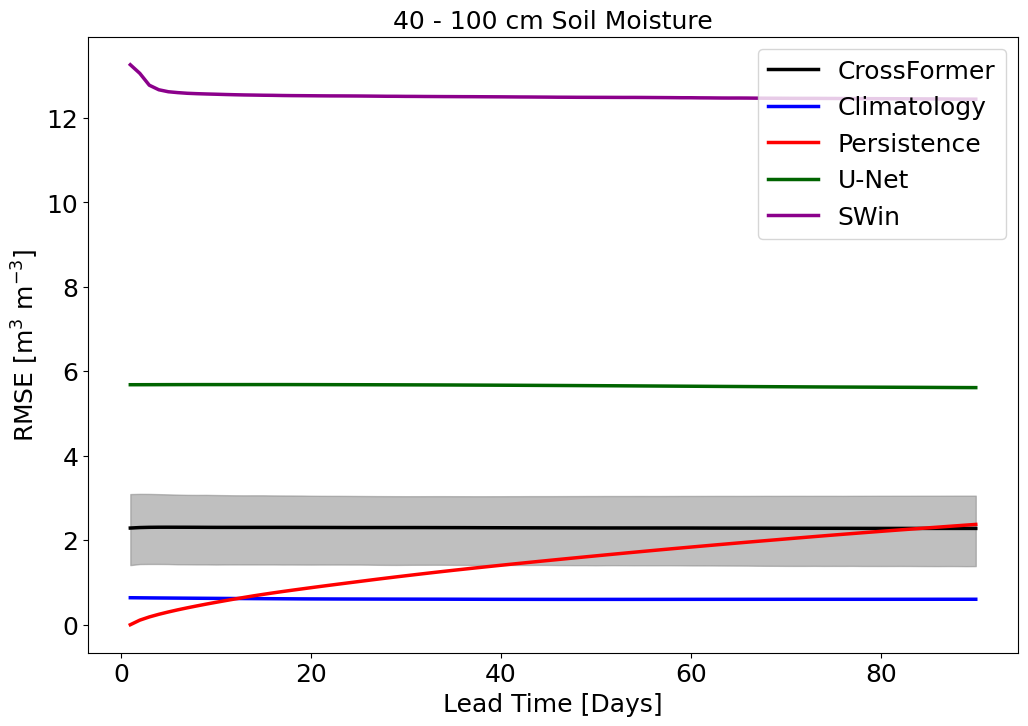 40 - 100 cm Soil Moisture
RMSE [m³ m⁻³]
12
10
8
6
4
2
0
0 20 40 60 80
Lead Time [Days]
CrossFormer
Climatology
Persistence
U-Net
SWin